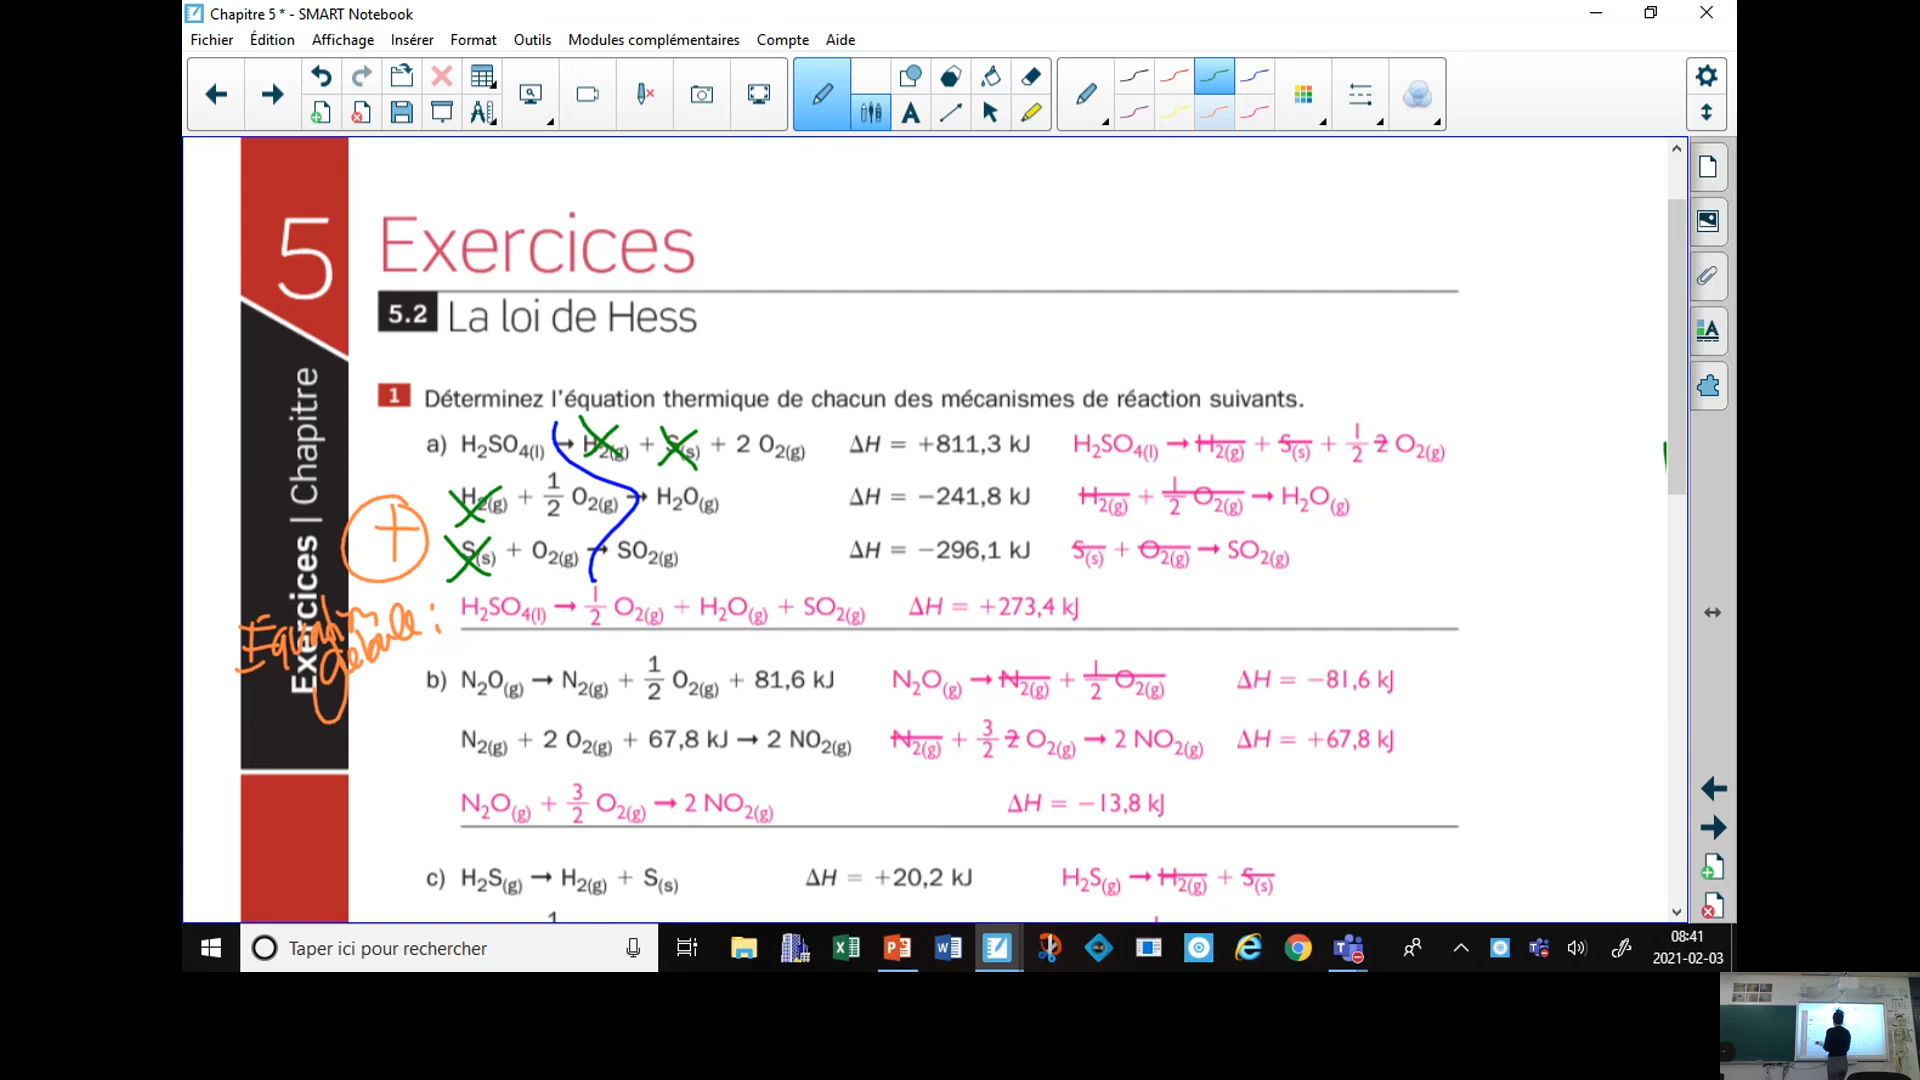 Chapitre 5 * - SMART Notebook
Fichier Édition Affichage Insérer Format Outils Modules complémentaires Compte Aide
5
Exercices | Chapitre
Exercices
5.2 La loi de Hess
1 Déterminez l'équation thermique de chacun des mécanismes de réaction suivants.
a) H₂SO₄(l) → H₂(g) + S(s) + 2 O₂(g) ΔH = +811,3 kJ H₂SO₄(l) → H₂(g) + S(s) + 1/2 2 O₂(g)
H₂(g) + 1/2 O₂(g) → H₂O(g) ΔH = −241,8 kJ H₂(g) + 1/2 O₂(g) → H₂O(g)
+
S(s) + O₂(g) → SO₂(g) ΔH = −296,1 kJ S(s) + O₂(g) → SO₂(g)
Équation globale :
H₂SO₄(l) → 1/2 O₂(g) + H₂O(g) + SO₂(g) ΔH = +273,4 kJ
b) N₂O(g) → N₂(g) + 1/2 O₂(g) + 81,6 kJ N₂O(g) → N₂(g) + 1/2 O₂(g) ΔH = −81,6 kJ
N₂(g) + 2 O₂(g) + 67,8 kJ → 2 NO₂(g) N₂(g) + 3/2 2 O₂(g) → 2 NO₂(g) ΔH = +67,8 kJ
N₂O(g) + 3/2 O₂(g) → 2 NO₂(g) ΔH = −13,8 kJ
c) H₂S(g) → H₂(g) + S(s) ΔH = +20,2 kJ H₂S(g) → H₂(g) + S(s)
Taper ici pour rechercher
08:41
2021-02-03